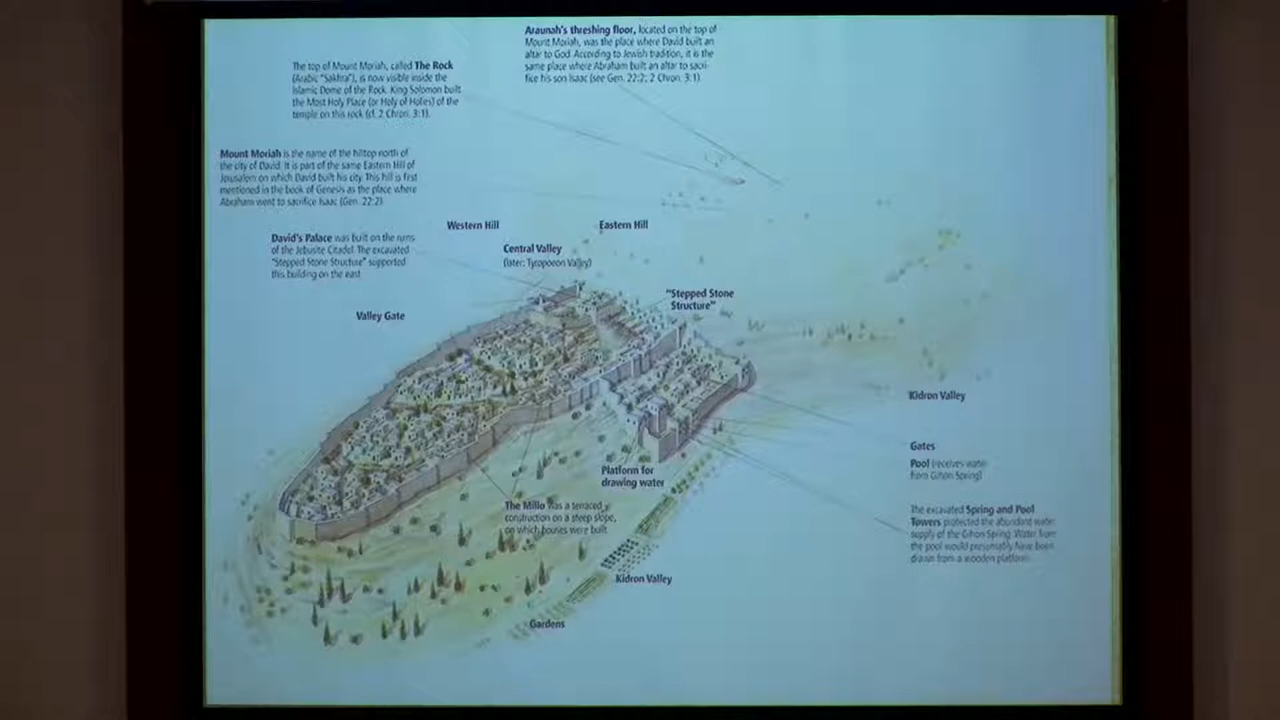 Araunah's threshing floor, located on the top of
Mount Moriah, was the place where David built an
altar to God. According to Jewish tradition, it is the
same place where Abraham built an altar to sacri-
fice his son Isaac (see Gen. 22:2; 2 Chron. 3:1).
The top of Mount Moriah, called The Rock
(Arabic "Sakhra"), is now visible inside the
Islamic Dome of the Rock. King Solomon built
the Most Holy Place (or Holy of Holies) of the
temple on this rock (cf. 2 Chron. 3:1).
Mount Moriah is the name of the hilltop north of
the city of David. It is part of the same Eastern Hill of
Jerusalem on which David built his city. This hill is first
mentioned in the book of Genesis as the place where
Abraham went to sacrifice Isaac (Gen. 22:2).
Western Hill
Eastern Hill
David's Palace was built on the ruins
of the Jebusite Citadel. The excavated
"Stepped Stone Structure" supported
this building on the east
Central Valley
(later: Tyropoeon Valley)
"Stepped Stone
Structure"
Valley Gate
Kidron Valley
Gates
Pool (receives water
from Gihon Spring)
Platform for
drawing water
The Millo was a terraced
construction on a steep slope,
on which houses were built
The excavated Spring and Pool
Towers protected the abundant water
supply of the Gihon Spring. Water from
the pool would presumably have been
drawn from a wooden platform.
Kidron Valley
Gardens